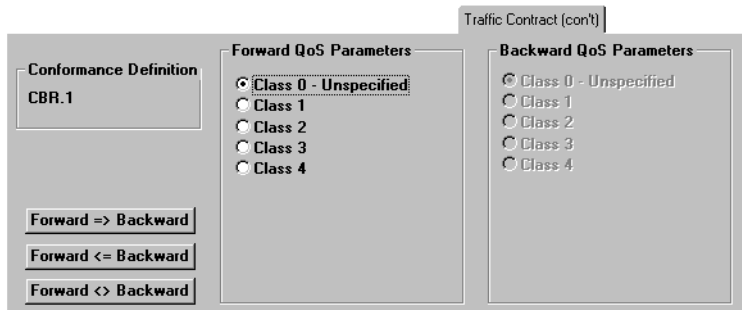 Traffic Contract (con't)
Conformance Definition
CBR.1
Forward => Backward
Forward <= Backward
Forward <> Backward
Forward QoS Parameters
Class 0 - Unspecified
Class 1
Class 2
Class 3
Class 4
Backward QoS Parameters
Class 0 - Unspecified
Class 1
Class 2
Class 3
Class 4